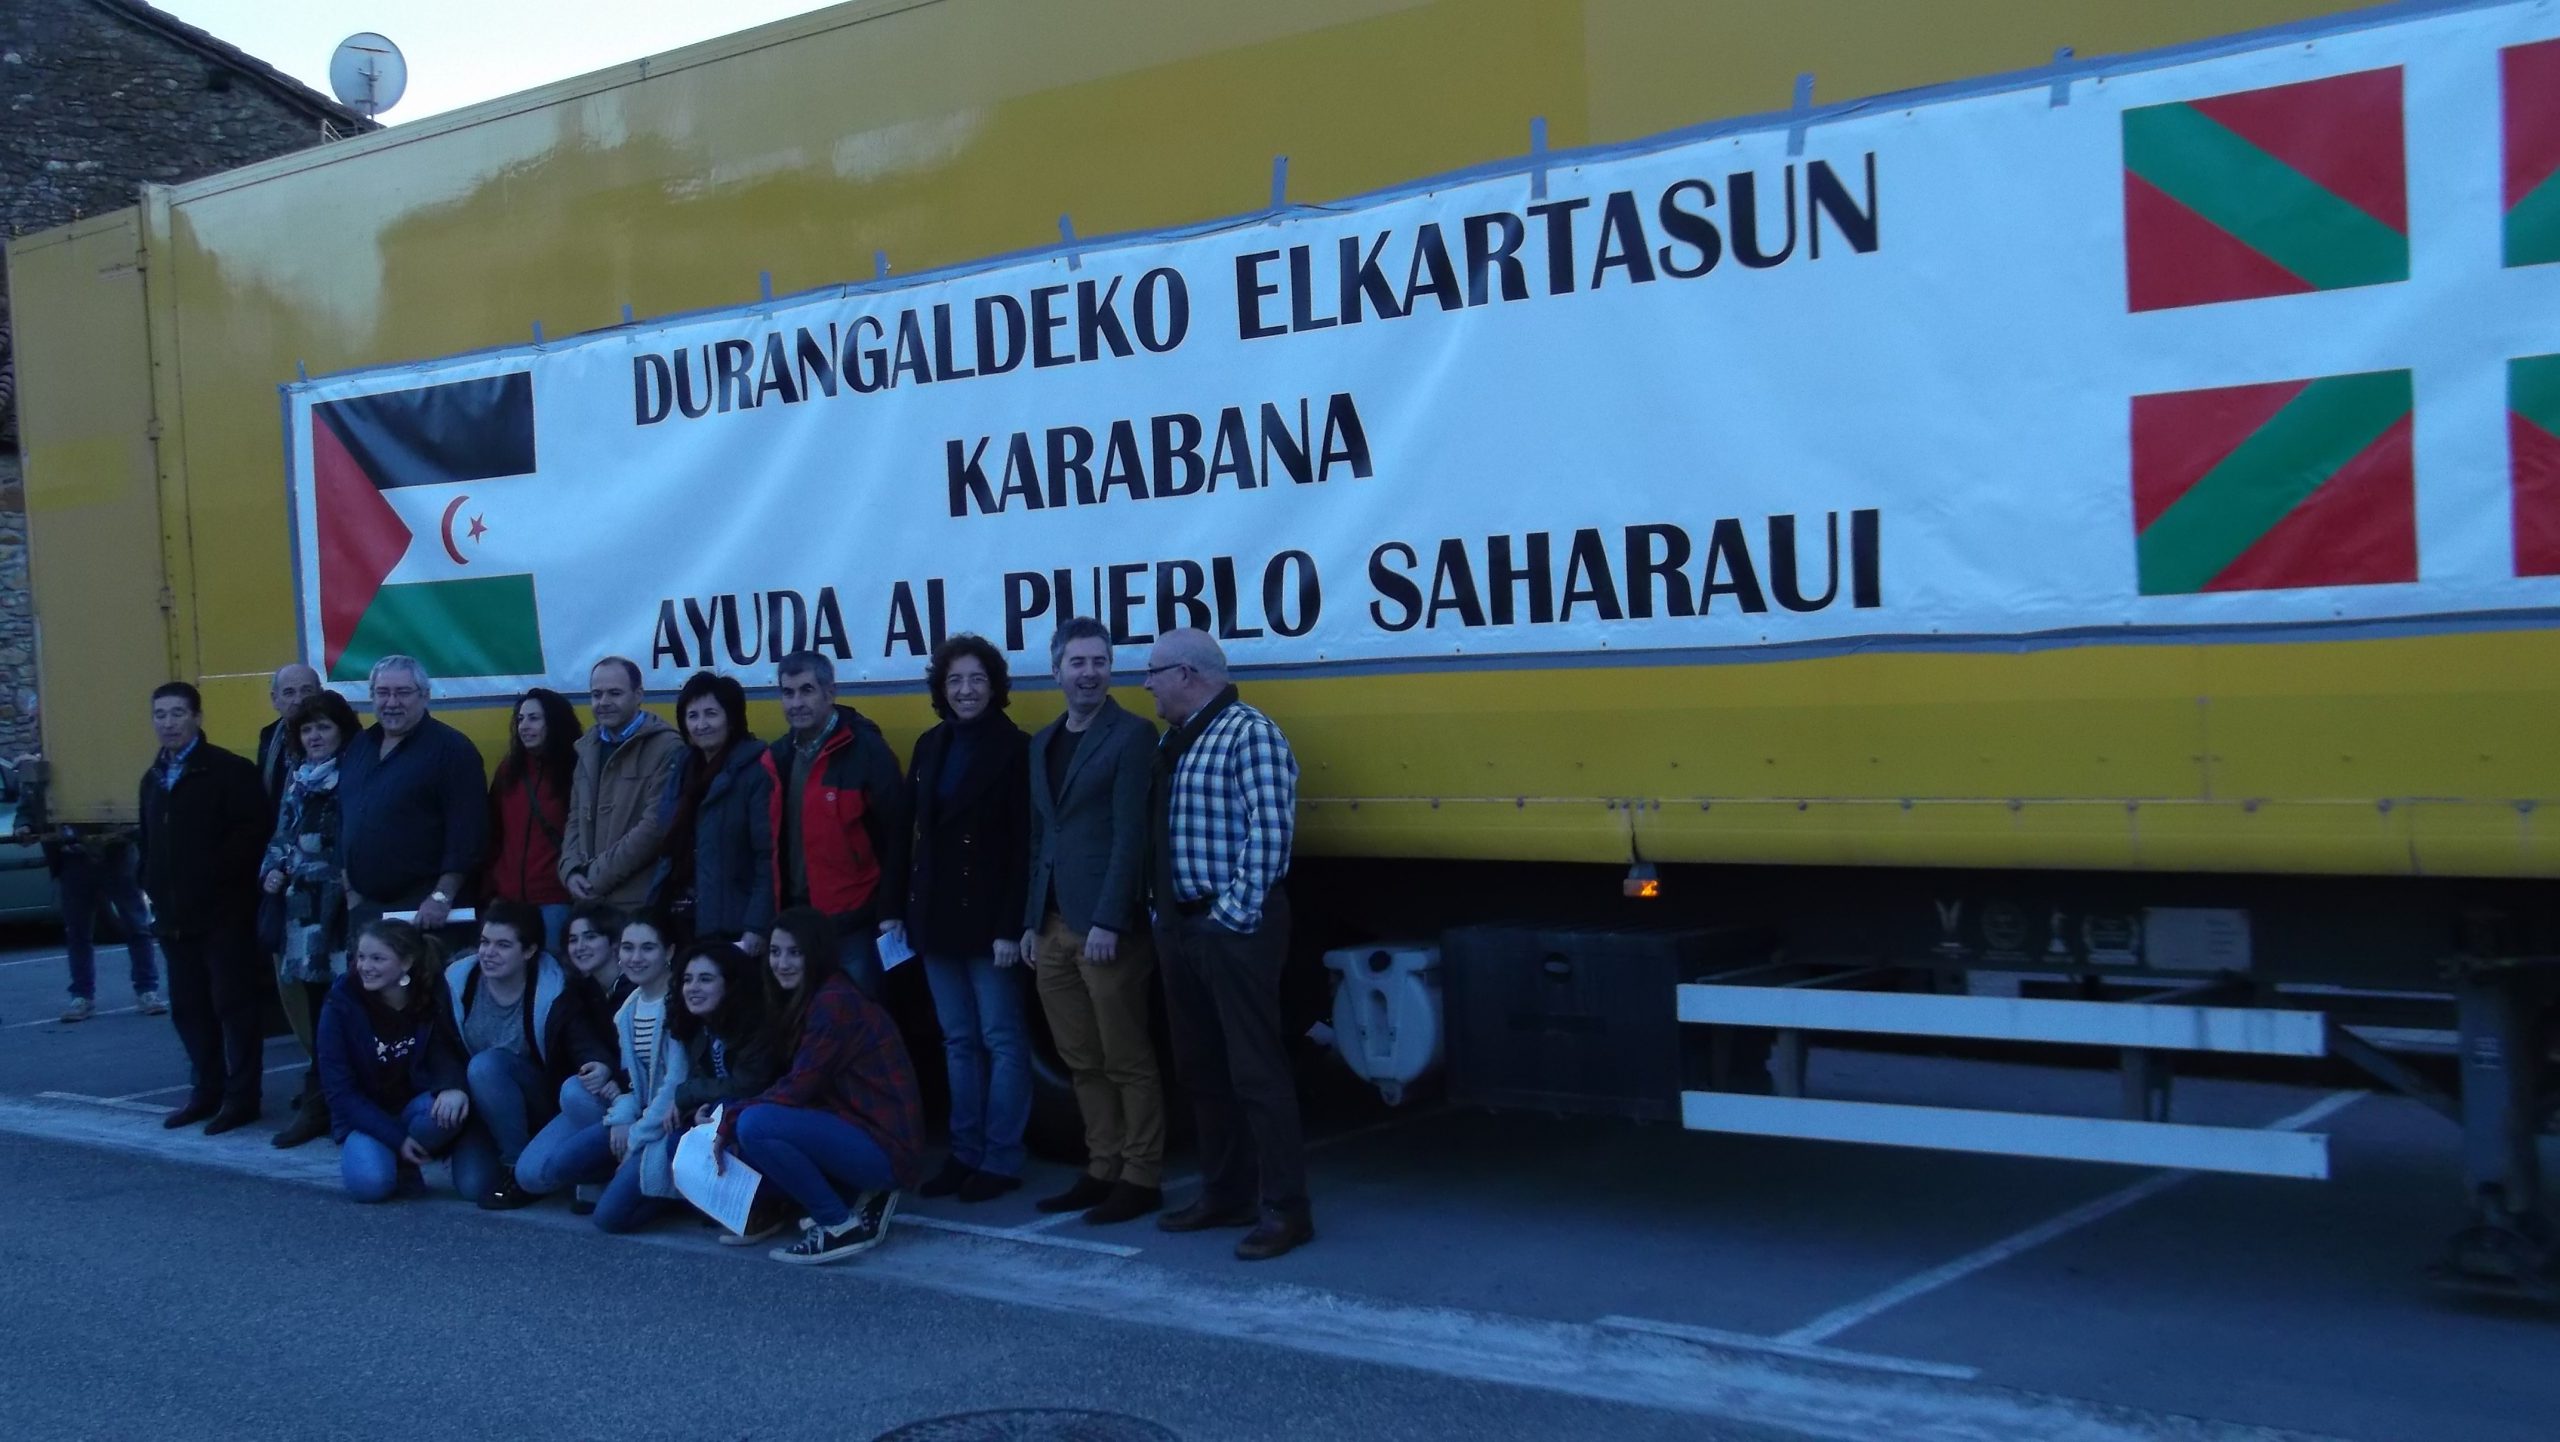 DURANGALDEKO ELKARTASUN
KARABANA
AYUDA AL PUEBLO SAHARAUI